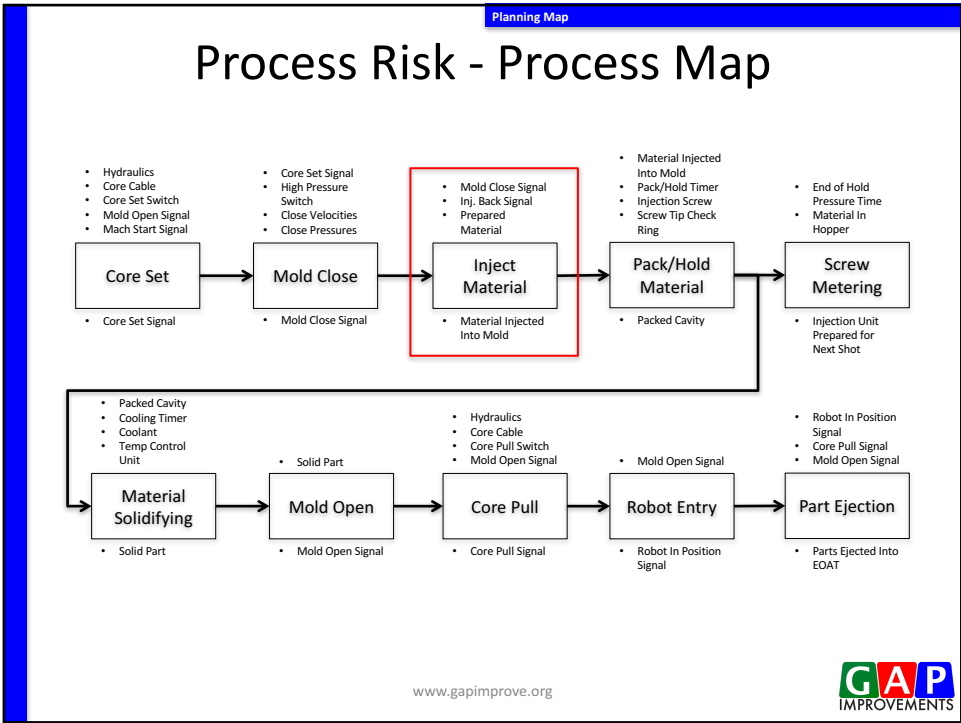 Planning Map
Process Risk - Process Map
• Hydraulics
• Core Cable
• Core Set Switch
• Mold Open Signal
• Mach Start Signal
Core Set
• Core Set Signal
• Core Set Signal
• High Pressure
Switch
• Close Velocities
• Close Pressures
Mold Close
• Mold Close Signal
• Mold Close Signal
• Inj. Back Signal
• Prepared
Material
Inject
Material
• Material Injected
Into Mold
• Material Injected
Into Mold
• Pack/Hold Timer
• Injection Screw
• Screw Tip Check
Ring
Pack/Hold
Material
• Packed Cavity
• End of Hold
Pressure Time
• Material In
Hopper
Screw
Metering
• Injection Unit
Prepared for
Next Shot
• Packed Cavity
• Cooling Timer
• Coolant
• Temp Control
Unit
Material
Solidifying
• Solid Part
• Solid Part
Mold Open
• Mold Open Signal
• Hydraulics
• Core Cable
• Core Pull Switch
• Mold Open Signal
Core Pull
• Core Pull Signal
• Mold Open Signal
Robot Entry
• Robot In Position
Signal
• Robot In Position
Signal
• Core Pull Signal
• Mold Open Signal
Part Ejection
• Parts Ejected Into
EOAT
www.gapimprove.org
GAP
IMPROVEMENTS